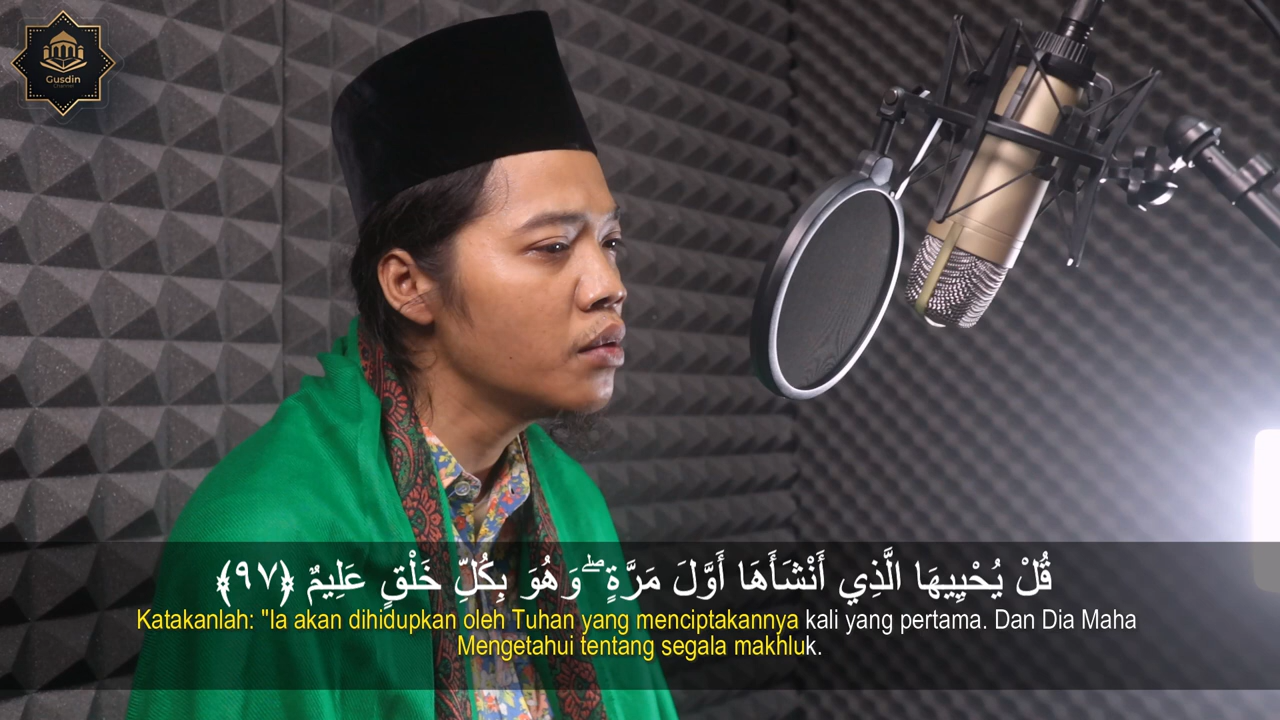 Gusdin
Channel
قُلْ يُحْيِيهَا الَّذِي أَنْشَأَهَا أَوَّلَ مَرَّةٍ ۖ وَهُوَ بِكُلِّ خَلْقٍ عَلِيمٌ ﴿٩٧﴾
Katakanlah: "Ia akan dihidupkan oleh Tuhan yang menciptakannya kali yang pertama. Dan Dia Maha
Mengetahui tentang segala makhluk.